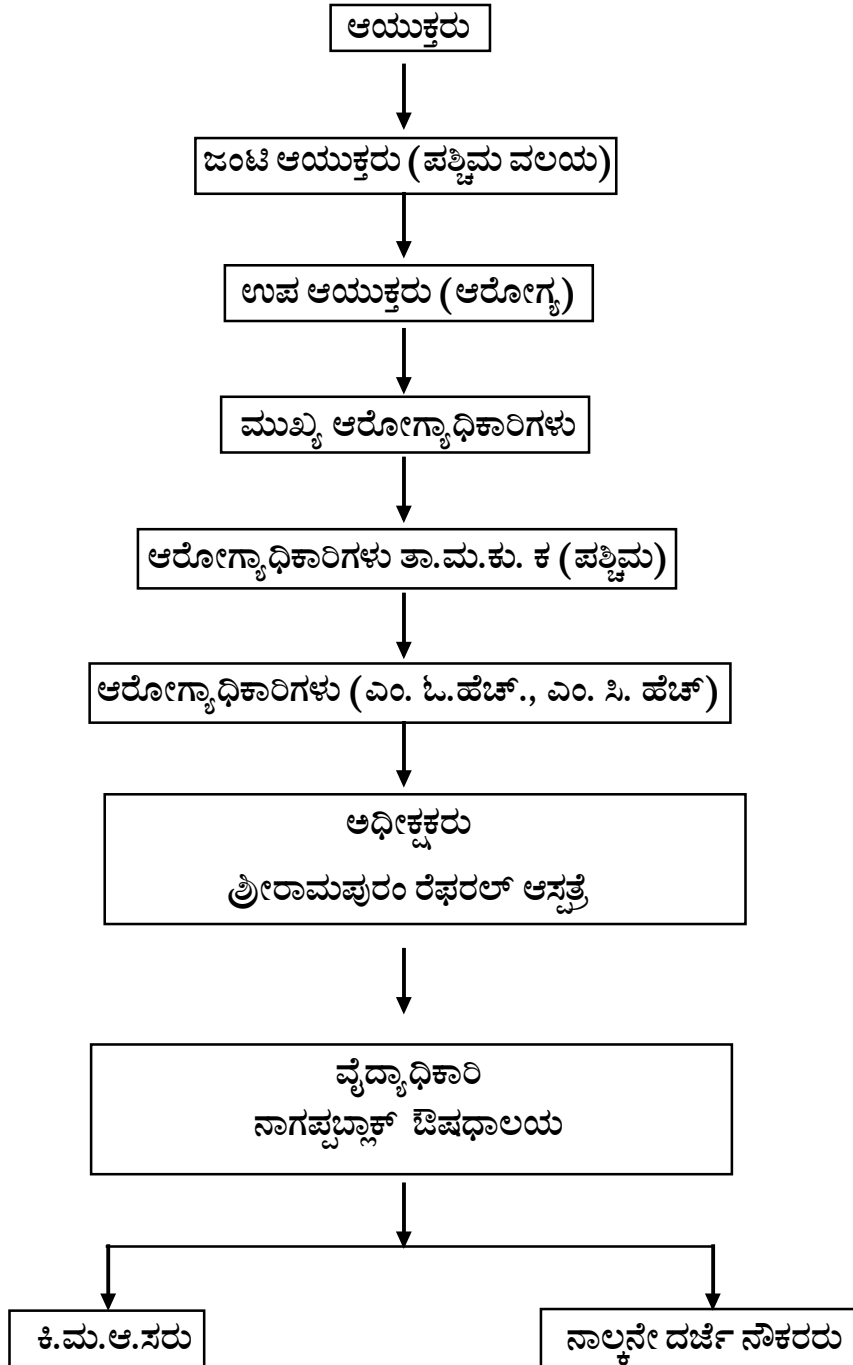 ಆಯುಕ್ತರು
ಜಂಟಿ ಆಯುಕ್ತರು (ಪಶ್ಚಿಮ ವಲಯ)
ಉಪ ಆಯುಕ್ತರು (ಆರೋಗ್ಯ)
ಮುಖ್ಯ ಆರೋಗ್ಯಾಧಿಕಾರಿಗಳು
ಆರೋಗ್ಯಾಧಿಕಾರಿಗಳು ತಾ.ಮ.ಕು. ಕ (ಪಶ್ಚಿಮ)
ಆರೋಗ್ಯಾಧಿಕಾರಿಗಳು (ಎಂ. ಓ.ಹೆಚ್., ಎಂ. ಸಿ. ಹೆಚ್)
ಅಧೀಕ್ಷಕರು
ಶ್ರೀರಾಮಪುರಂ ರೆಫರಲ್ ಆಸ್ಪತ್ರೆ
ವೈದ್ಯಾಧಿಕಾರಿ
ನಾಗಪ್ಪಬ್ಲಾಕ್ ಔಷಧಾಲಯ
ಕಿ.ಮ.ಆ.ಸರು
ನಾಲ್ಕನೇ ದರ್ಜೆ ನೌಕರರು